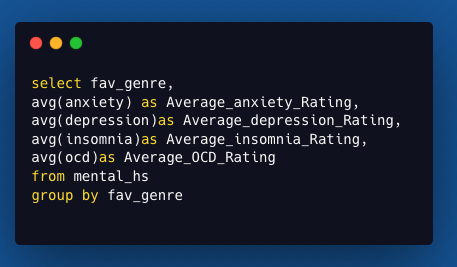 select fav_genre,
avg(anxiety) as Average_anxiety_Rating,
avg(depression)as Average_depression_Rating,
avg(insomnia)as Average_insomnia_Rating,
avg(ocd)as Average_OCD_Rating
from mental_hs
group by fav_genre